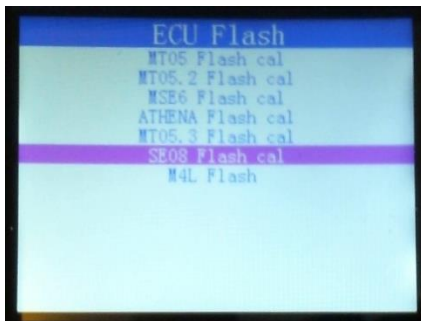 ECU Flash
MT05 Flash cal
MT05.2 Flash cal
MSE6 Flash cal
ATHENA Flash cal
MT05.3 Flash cal
SE08 Flash cal
M4L Flash